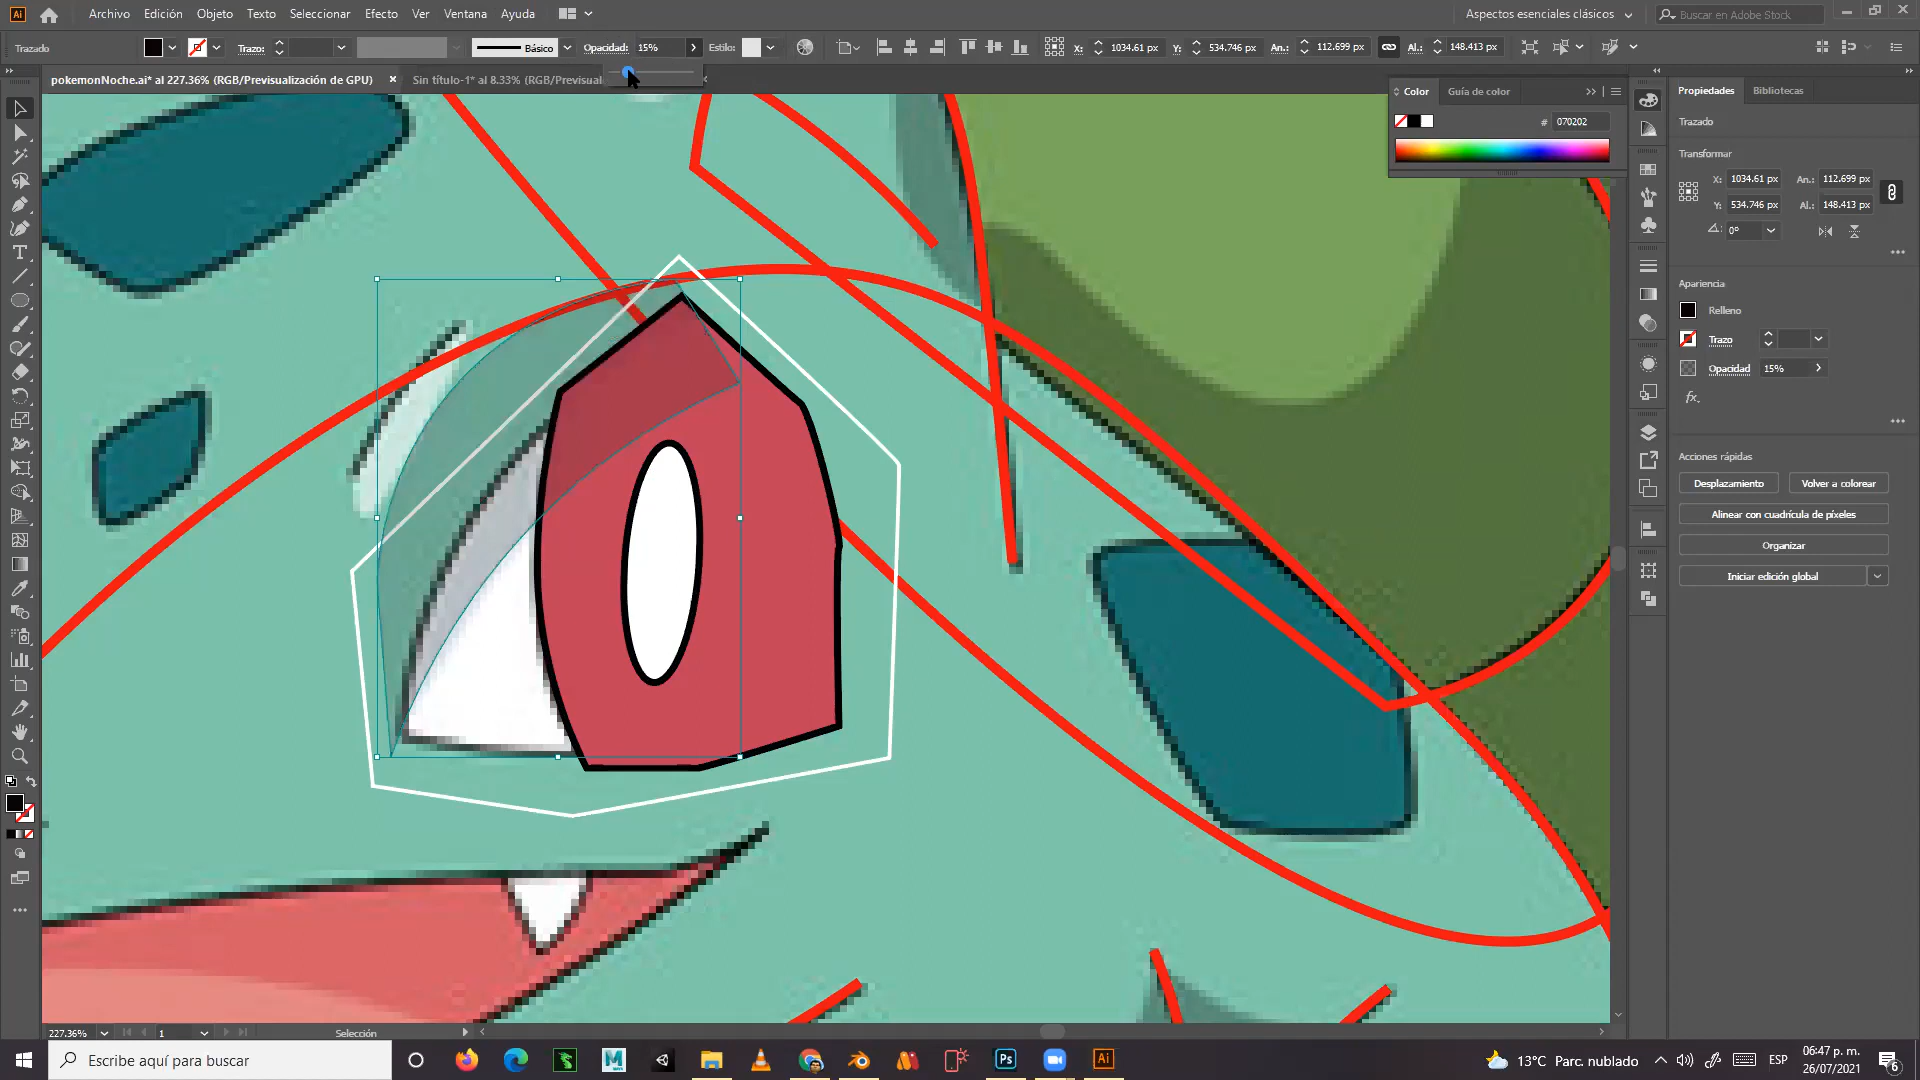 Ai Archivo Edición Objeto Texto Seleccionar Efecto Ver Ventana Ayuda Aspectos esenciales clásicos Buscar en Adobe Stock
Trazado Trazo: Básico Opacidad: 15% Estilo: X: 1034.61 px Y: 534.746 px An.: 112.699 px Al.: 148.413 px
pokemonNoche.ai* al 227.36% (RGB/Previsualización de GPU) × Sin título-1* al 8.33% (RGB/Previsual
Color Guía de color
# 070202
Propiedades Bibliotecas
Trazado
Transformar
X: 1034.61 px An.: 112.699 px
Y: 534.746 px Al.: 148.413 px
0°
Apariencia
Relleno
Trazo
Opacidad 15%
fx.
Acciones rápidas
Desplazamiento Volver a colorear
Alinear con cuadrícula de píxeles
Organizar
Iniciar edición global
227.36% 1 Selección
Escribe aquí para buscar
Ps Ai
13°C Parc. nublado ESP 06:47 p. m.
26/07/2021 6